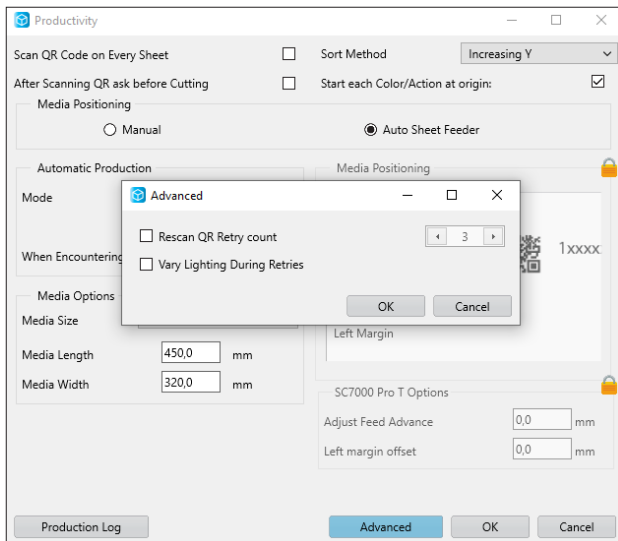 Productivity
Scan QR Code on Every Sheet
Sort Method
Increasing Y
After Scanning QR ask before Cutting
Start each Color/Action at origin:
Media Positioning
Manual
Auto Sheet Feeder
Automatic Production
Media Positioning
Mode
Advanced
Rescan QR Retry count
3
1xxxx
When Encountering
Vary Lighting During Retries
Media Options
OK
Cancel
Media Size
Left Margin
Media Length
450,0
mm
Media Width
320,0
mm
SC7000 Pro T Options
Adjust Feed Advance
0,0
mm
Left margin offset
0,0
mm
Production Log
Advanced
OK
Cancel